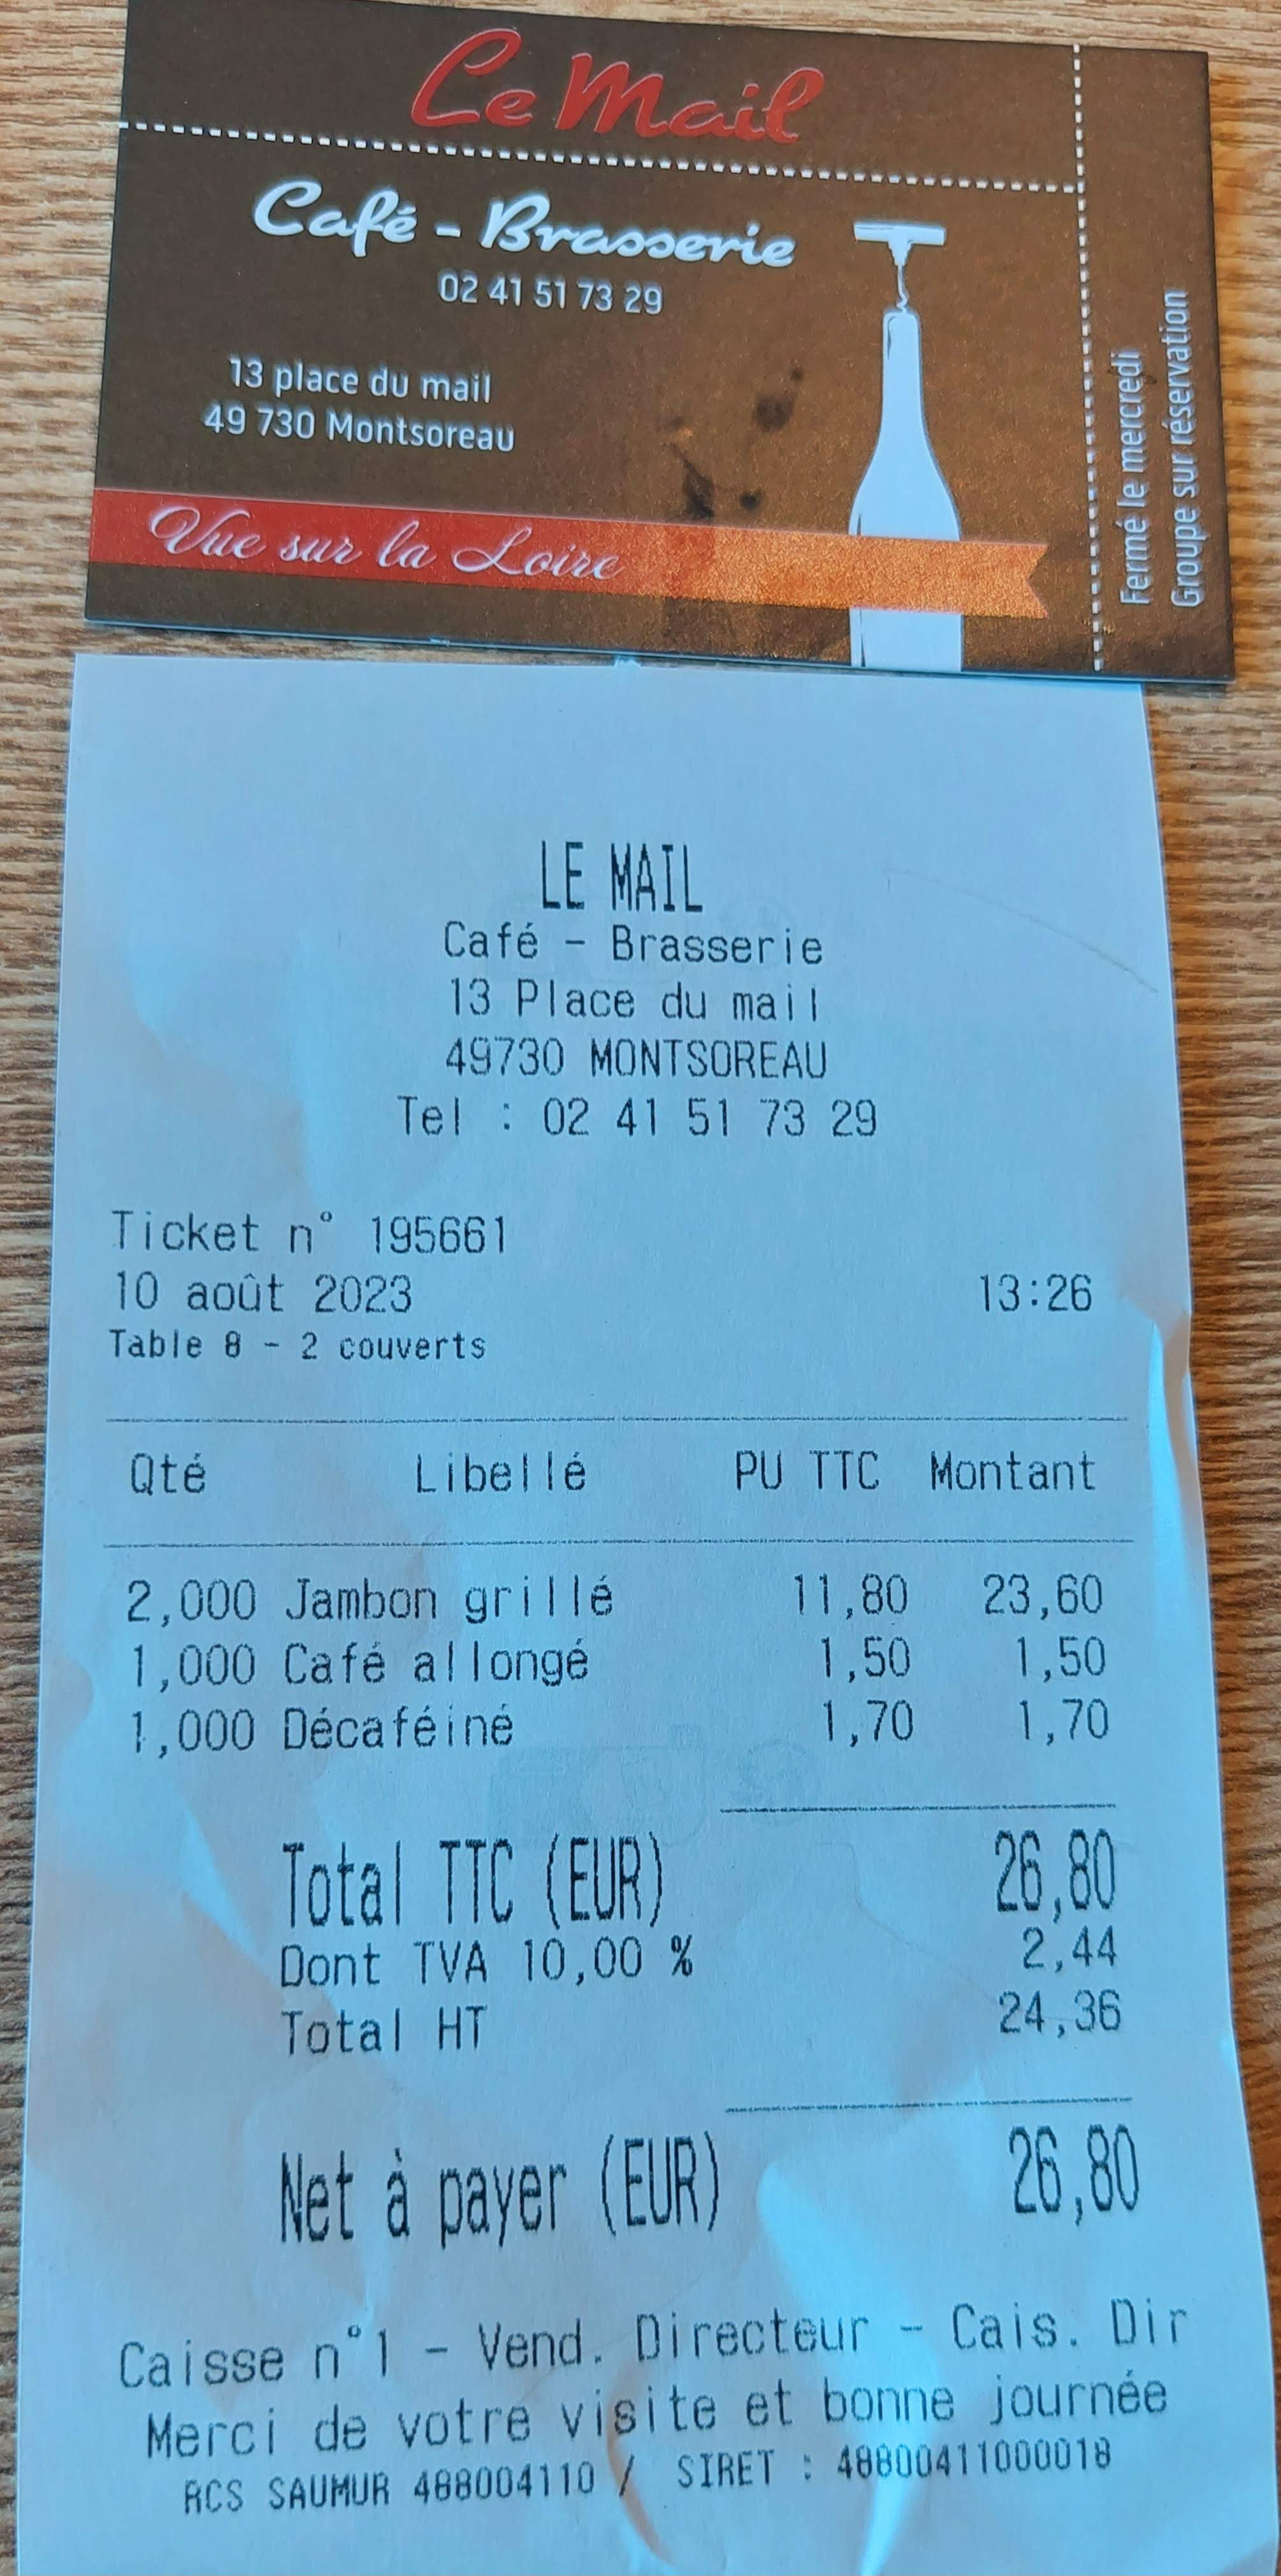 Le Mail
Café - Brasserie
02 41 51 73 29
13 place du mail
49 730 Montsoreau
Vue sur la Loire
Fermé le mercredi
Groupe sur réservation
LE MAIL
Café - Brasserie
13 Place du mail
49730 MONTSOREAU
Tel : 02 41 51 73 29
Ticket n° 195661
10 août 2023 13:26
Table 8 - 2 couverts
Qté Libellé PU TTC Montant
2,000 Jambon grillé 11,80 23,60
1,000 Café allongé 1,50 1,50
1,000 Décaféiné 1,70 1,70
Total TTC (EUR) 26,80
Dont TVA 10,00 % 2,44
Total HT 24,36
Net à payer (EUR) 26,80
Caisse n°1 - Vend. Directeur - Cais. Dir
Merci de votre visite et bonne journée
RCS SAUMUR 488004110 / SIRET : 48800411000018